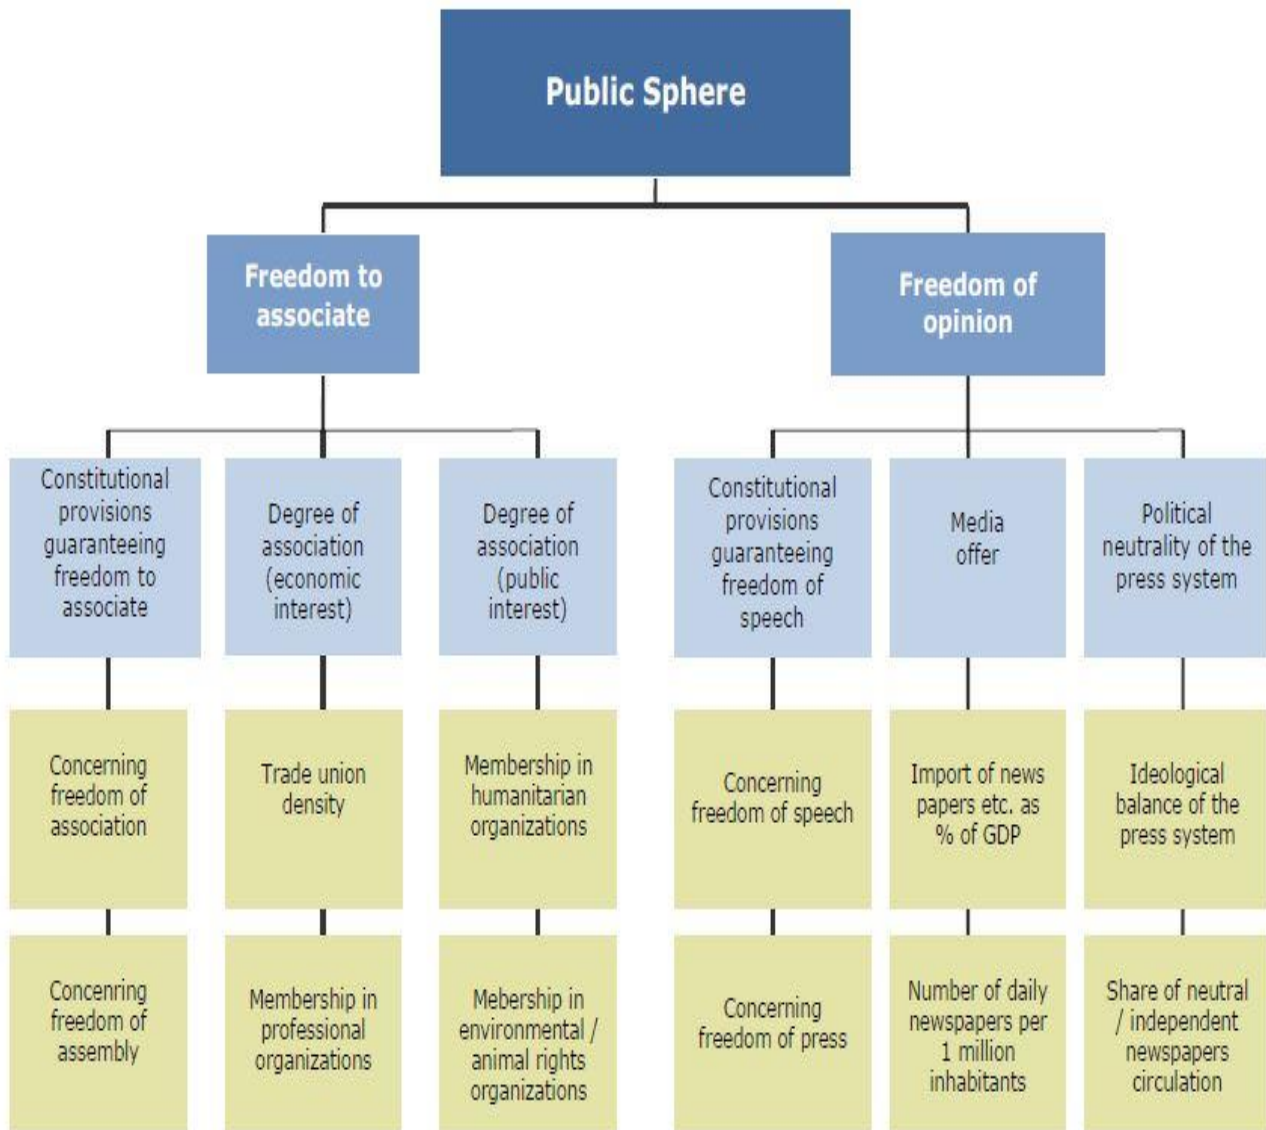 Public Sphere
Freedom to
associate
Freedom of
opinion
Constitutional
provisions
guaranteeing
freedom to
associate
Degree of
association
(economic
interest)
Degree of
association
(public
interest)
Constitutional
provisions
guaranteeing
freedom of
speech
Media
offer
Political
neutrality of the
press system
Concerning
freedom of
association
Trade union
density
Membership in
humanitarian
organizations
Concerning
freedom of speech
Import of news
papers etc. as
% of GDP
Ideological
balance of the
press system
Concenring
freedom of
assembly
Membership in
professional
organizations
Mebership in
environmental /
animal rights
organizations
Concerning
freedom of press
Number of daily
newspapers per
1 million
inhabitants
Share of neutral
/ independent
newspapers
circulation